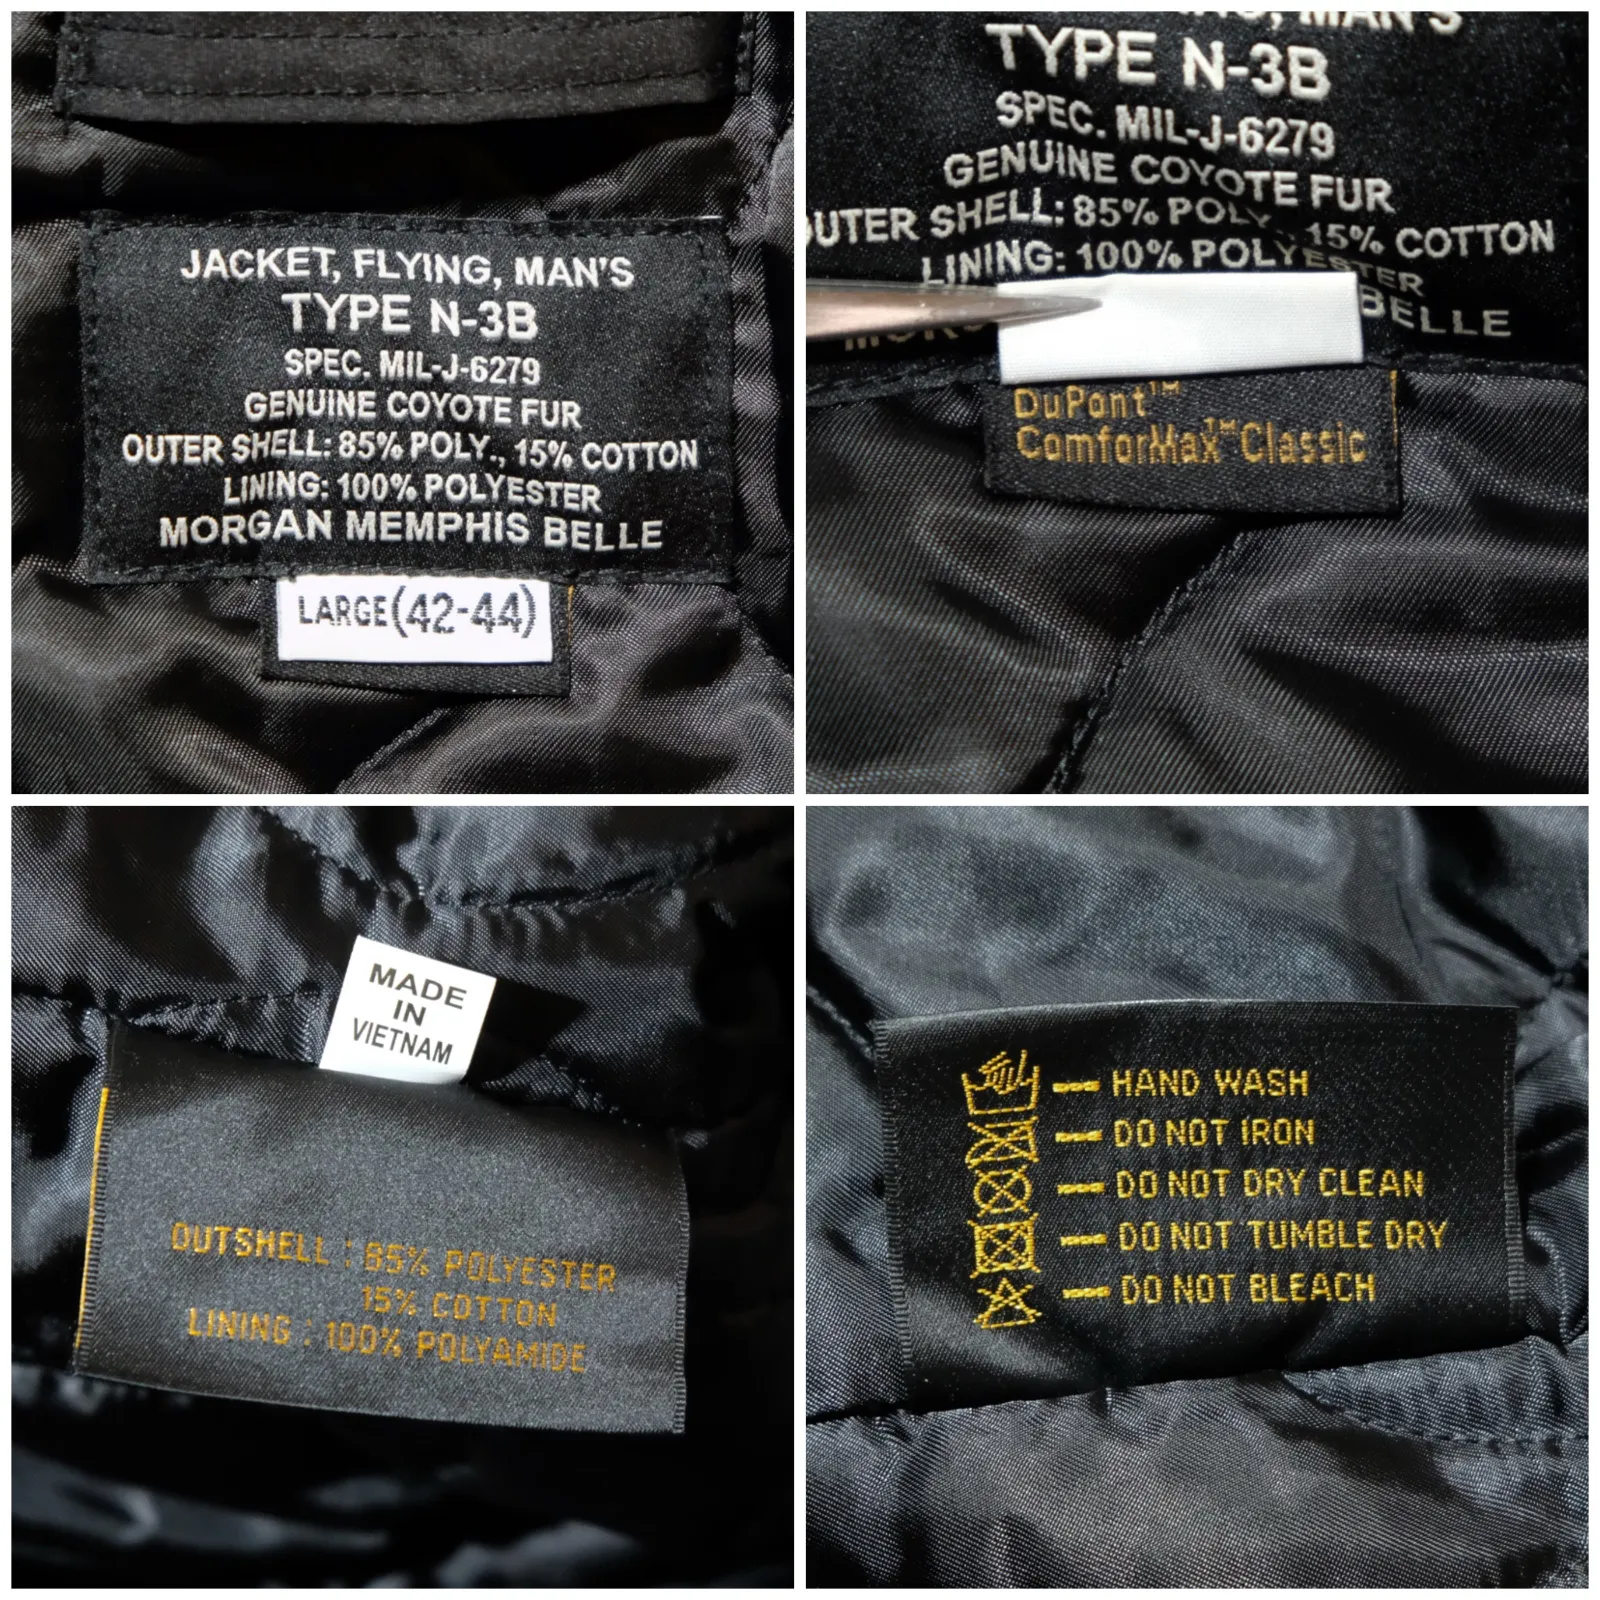 JACKET, FLYING, MAN'S
TYPE N-3B
SPEC. MIL-J-6279
GENUINE COYOTE FUR
OUTER SHELL: 85% POLY., 15% COTTON
LINING: 100% POLYESTER
MORGAN MEMPHIS BELLE
LARGE (42-44)
MAN'S
TYPE N-3B
SPEC. MIL-J-6279
GENUINE COYOTE FUR
OUTER SHELL: 85% POLY., 15% COTTON
LINING: 100% POLYESTER
BELLE
DuPont™
ComforMax™ Classic
MADE
IN
VIETNAM
OUTSHELL : 85% POLYESTER
15% COTTON
LINING : 100% POLYAMIDE
HAND WASH
DO NOT IRON
DO NOT DRY CLEAN
DO NOT TUMBLE DRY
DO NOT BLEACH